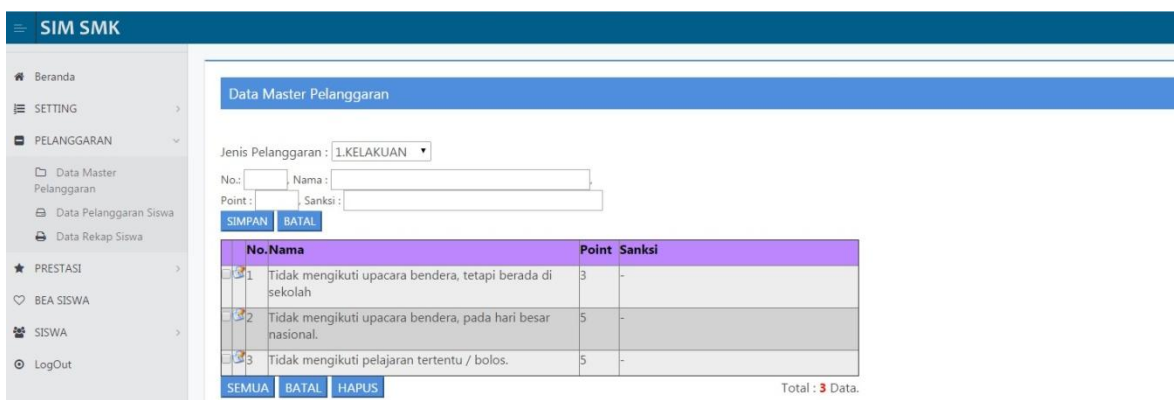 SIM SMK
Beranda
SETTING
PELANGGARAN
Data Master
Pelanggaran
Data Pelanggaran Siswa
Data Rekap Siswa
PRESTASI
BEA SISWA
SISWA
LogOut
Data Master Pelanggaran
Jenis Pelanggaran : 1.KELAKUAN
No.: , Nama : ,
Point : , Sanksi :
SIMPAN BATAL
No. Nama Point Sanksi
1 Tidak mengikuti upacara bendera, tetapi berada di 3 -
sekolah
2 Tidak mengikuti upacara bendera, pada hari besar 5 -
nasional.
3 Tidak mengikuti pelajaran tertentu / bolos. 5 -
SEMUA BATAL HAPUS Total : 3 Data.